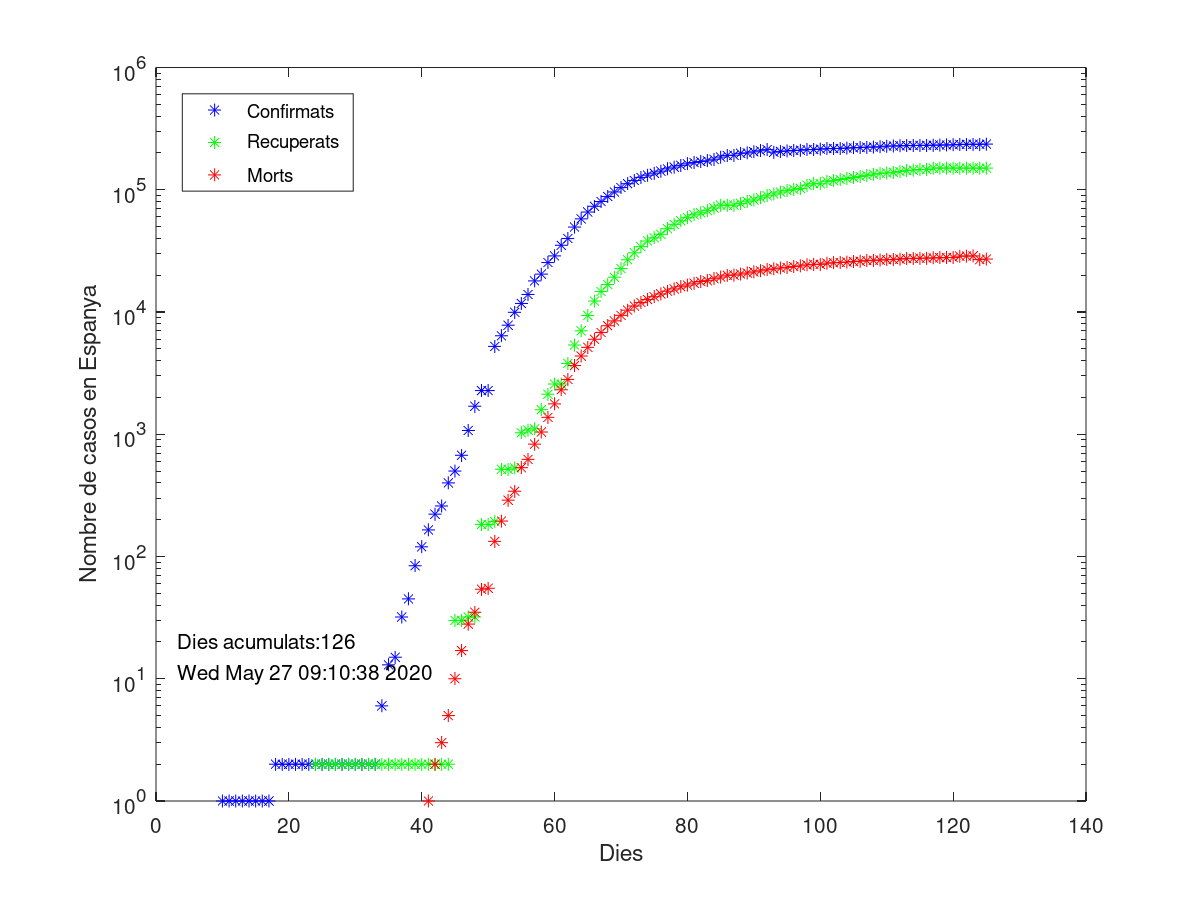 10^6
10^5
10^4
10^3
10^2
10^1
10^0
Confirmats
Recuperats
Morts
Nombre de casos en Espanya
Dies acumulats:126
Wed May 27 09:10:38 2020
0 20 40 60 80 100 120 140
Dies